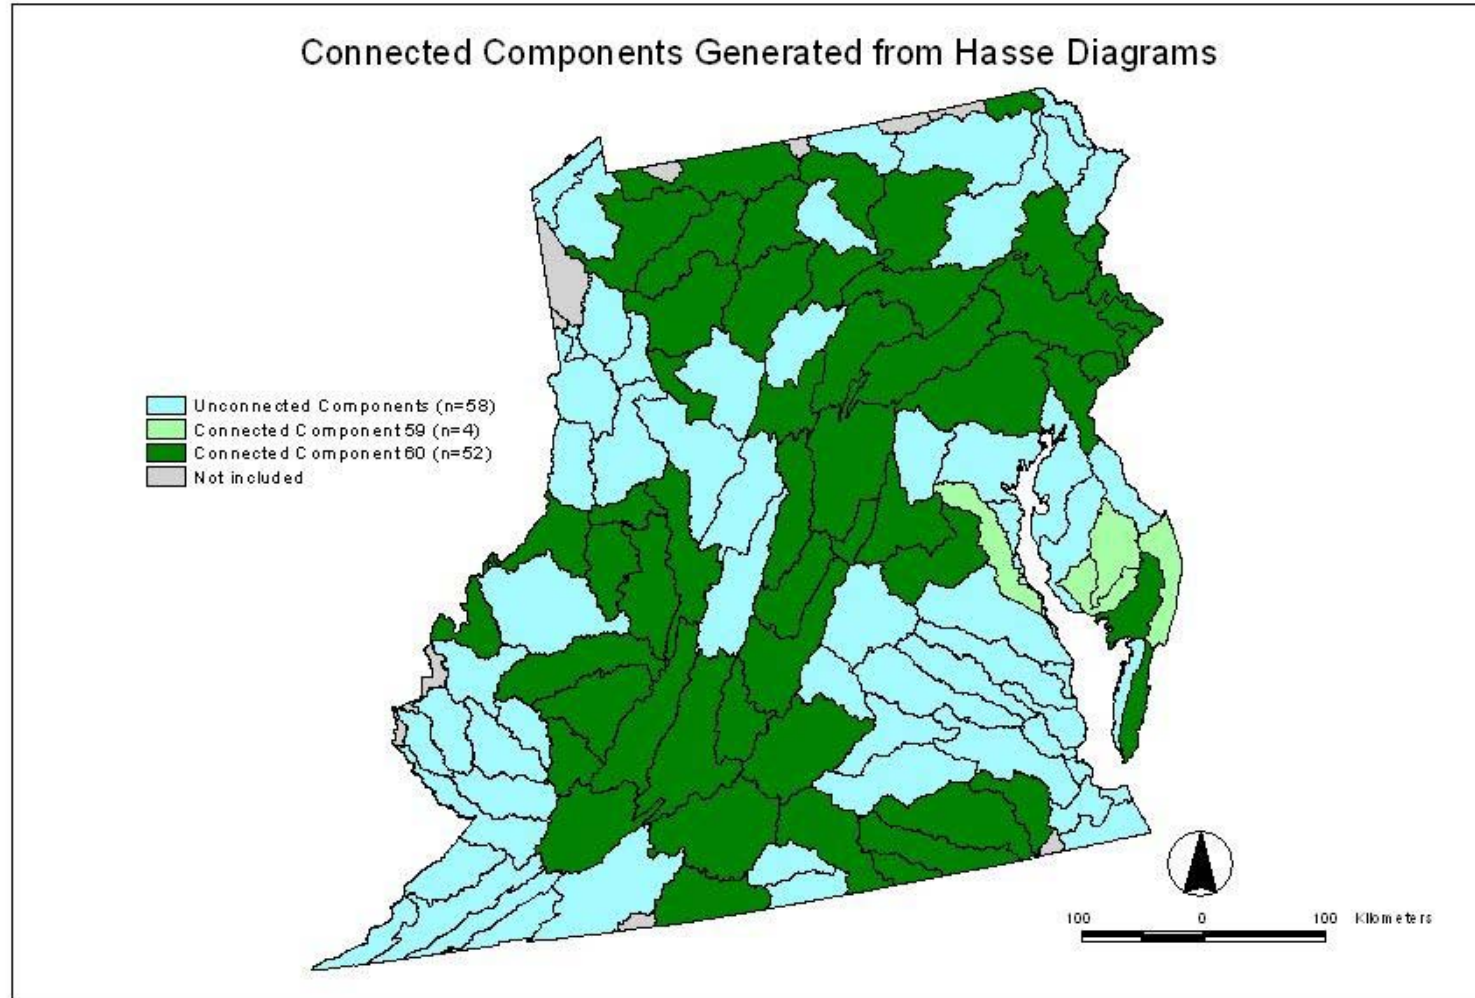 Connected Components Generated from Hasse Diagrams
Unconnected Components (n=58)
Connected Component 59 (n=4)
Connected Component 60 (n=52)
Not included
100 0 100 Kilometers